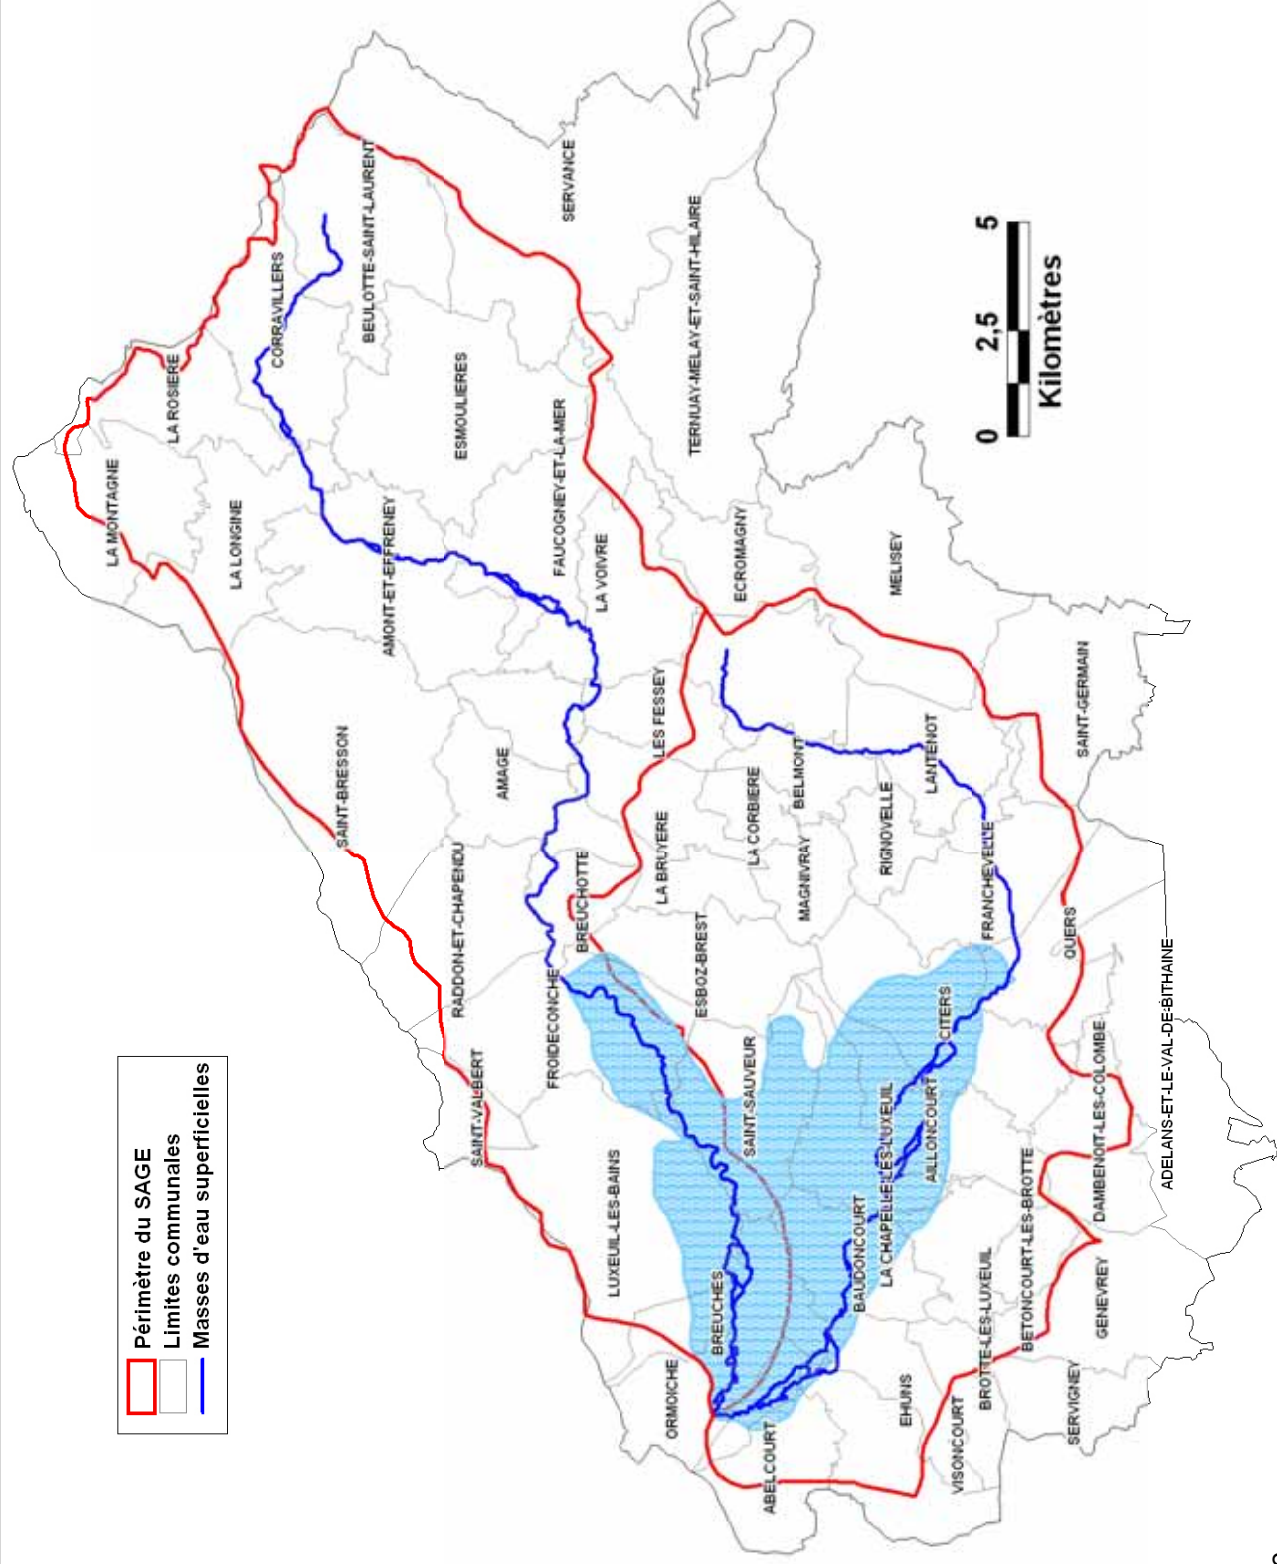 Périmètre du SAGE
Limites communales
Masses d'eau superficielles
LA MONTAGNE
LA ROSIERE
LA LONGINE
CORRAVILLERS
BEULOTTE-SAINT-LAURENT
SERVANCE
ESMOULIERES
AMONT-ET-EFFRENEY
FAUCOGNEY-ET-LA-MER
TERNUAY-MELAY-ET-SAINT-HILAIRE
LA VOIVRE
SAINT-BRESSON
AMAGE
LES FESSEY
ECROMAGNY
MELISEY
RADDON-ET-CHAPENDU
BREUCHOTTE
LA BRUYERE
LA CORBIERE
BELMONT
LANTENOT
SAINT-GERMAIN
MAGNIVRAY
RIGNOVELLE
FRANCHEVELLE
FROIDECONCHE
ESBOZ-BREST
QUERS
SAINT-VALBERT
SAINT-SAUVEUR
CITERS
LUXEUIL-LES-BAINS
LA CHAPELLE-LES-LUXEUIL
AILLONCOURT
DAMBENOIT-LES-COLOMBE
ADELANS-ET-LE-VAL-DE-BITHAINE
BREUCHES
BAUDONCOURT
BETONCOURT-LES-BROTTE
BROTTE-LES-LUXEUIL
GENEVREY
ORMOICHE
ABELCOURT
EHUNS
VISONCOURT
SERVIGNEY
0 2,5 5
Kilomètres